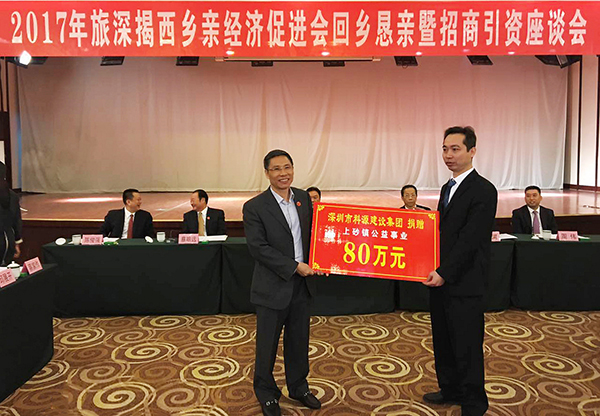 2017年旅深揭西乡亲经济促进会回乡恳亲暨招商引资座谈会
深圳市科源建设集团 捐赠
上砂镇公益事业
80万元